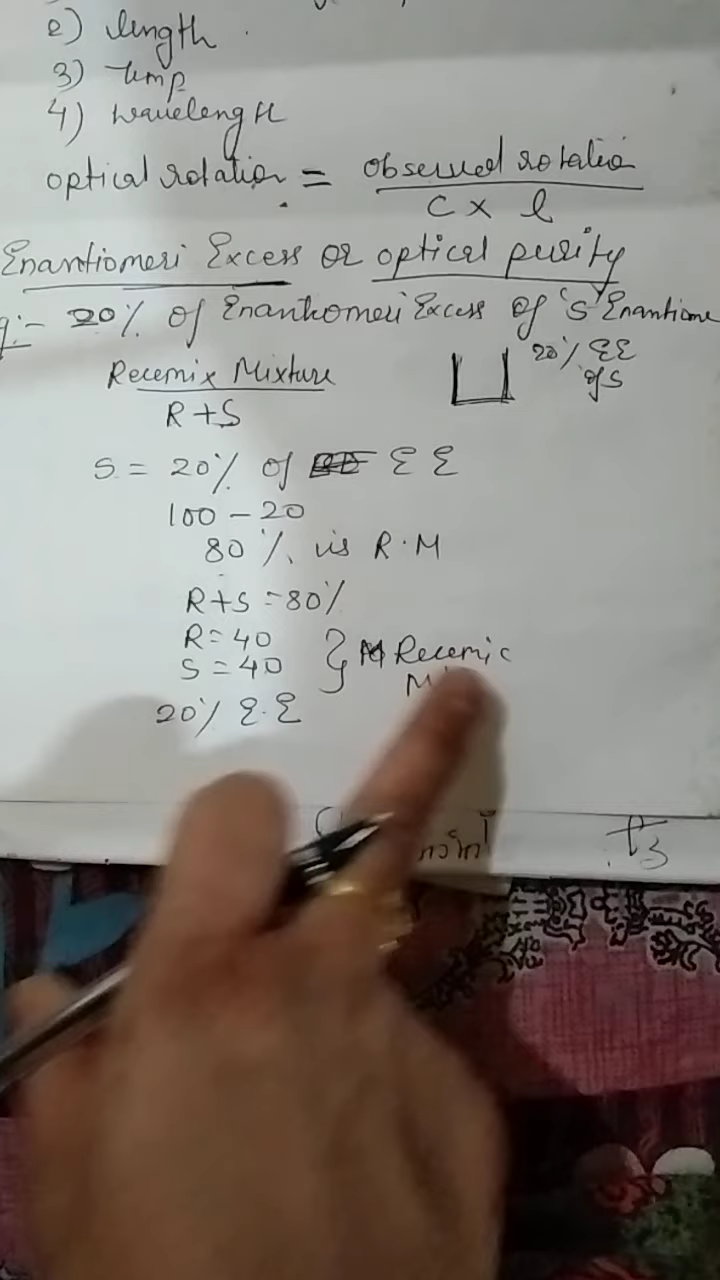 2) length
3) temp
4) wavelength
optical rotation = observed rotation
C x l
Enantiomeri Excess or optical purity
g:- 20% of Enantiomeri Excess of 'S' Enantiome
Recemix Mixture
20% EE
of S
R+S
S = 20% of EE
100 - 20
80% is R.M
R+S = 80%
R = 40
S = 40
} Recemic
M
20% E.E